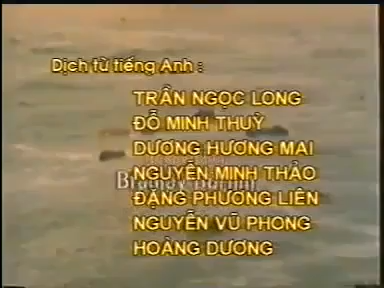 Dịch từ tiếng Anh :
TRẦN NGỌC LONG
ĐỖ MINH THUỲ
DƯƠNG HƯƠNG MAI
NGUYỄN MINH THẢO
ĐẶNG PHƯƠNG LIÊN
NGUYỄN VŨ PHONG
HOÀNG DƯƠNG